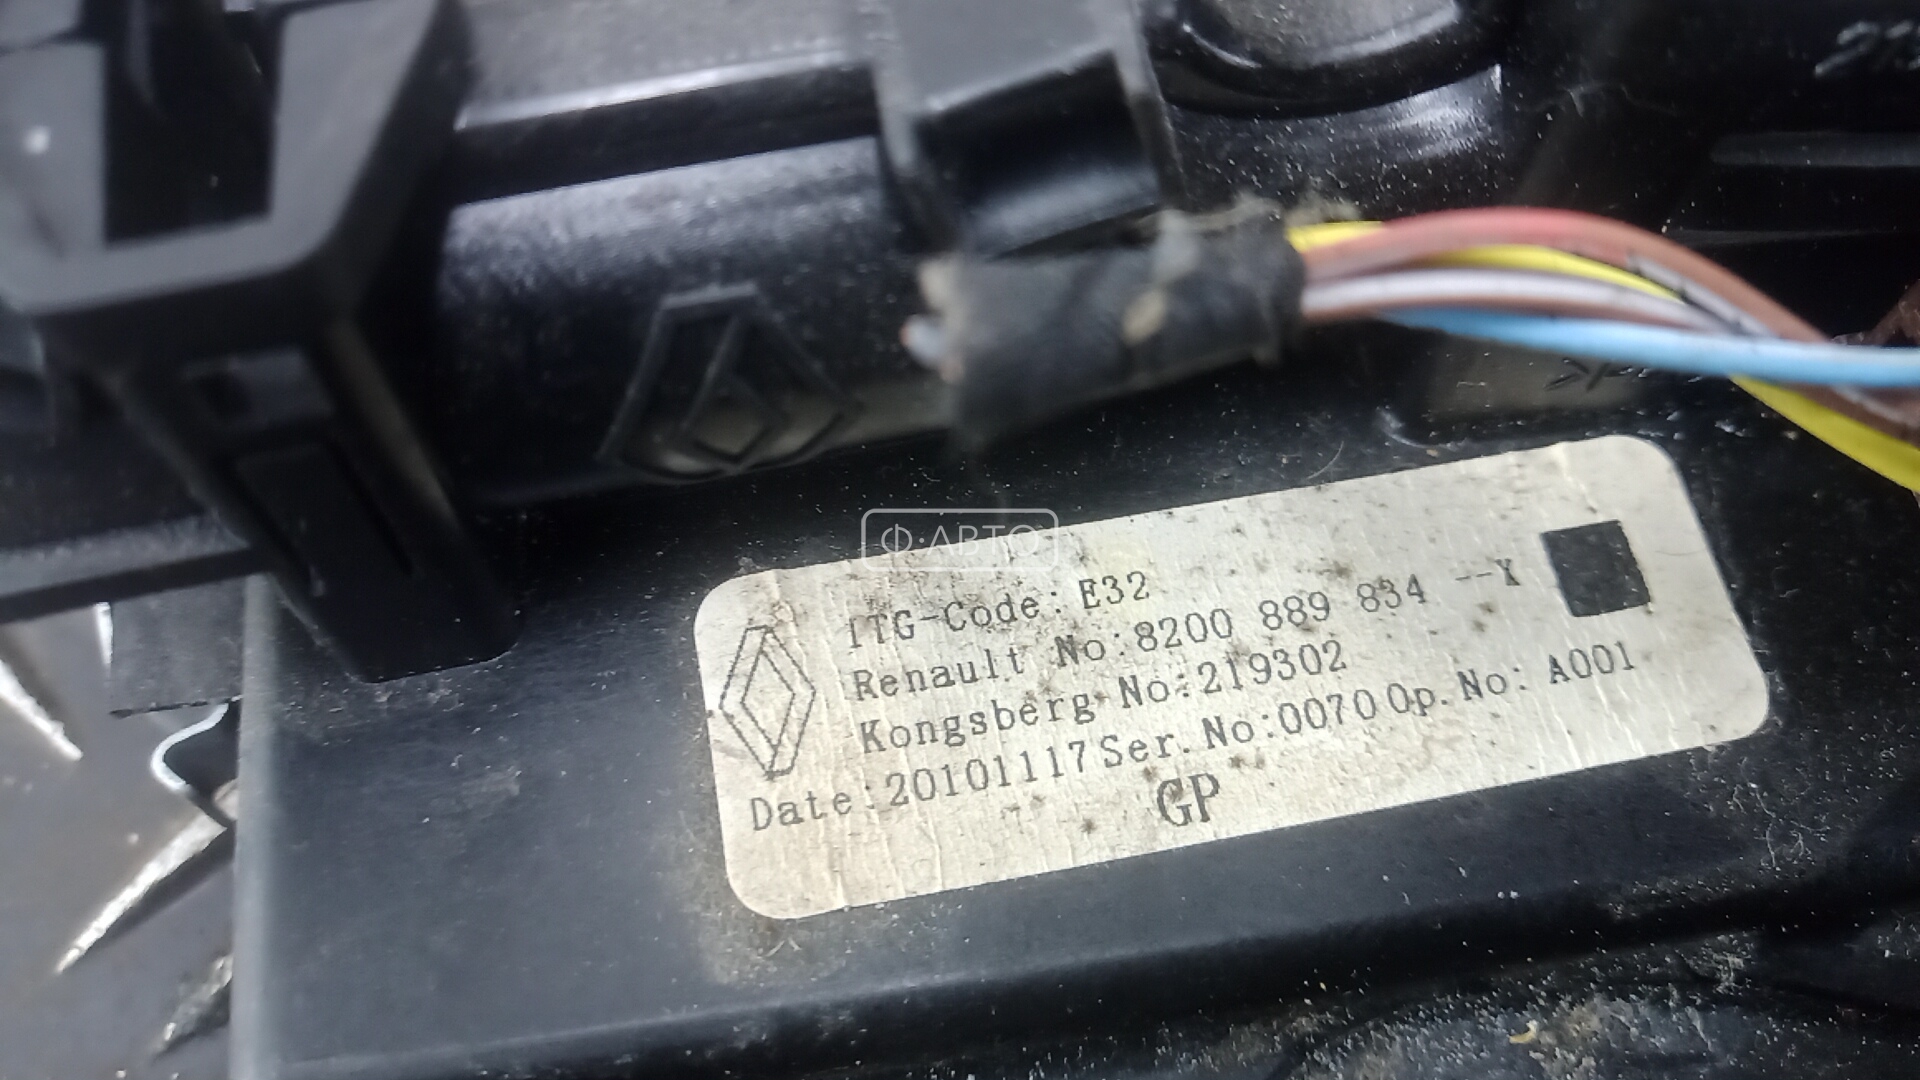 Ф·АВТО
ITG-Code: E32
Renault No:8200 889 834 --X
Kongsberg No:219302
Date:20101117 Ser. No:0070 Op. No: A001
GP